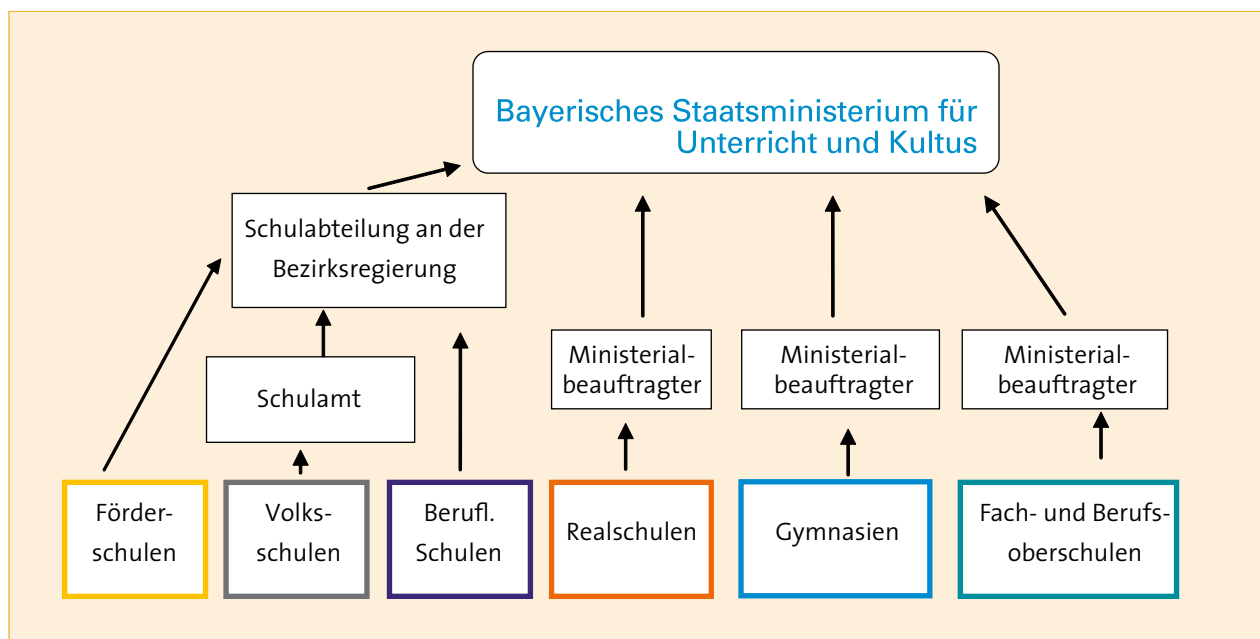 Bayerisches Staatsministerium für
Unterricht und Kultus
Schulabteilung an der
Bezirksregierung
Schulamt
Ministerial-
beauftragter
Ministerial-
beauftragter
Ministerial-
beauftragter
Förder-
schulen
Volks-
schulen
Berufl.
Schulen
Realschulen
Gymnasien
Fach- und Berufs-
oberschulen